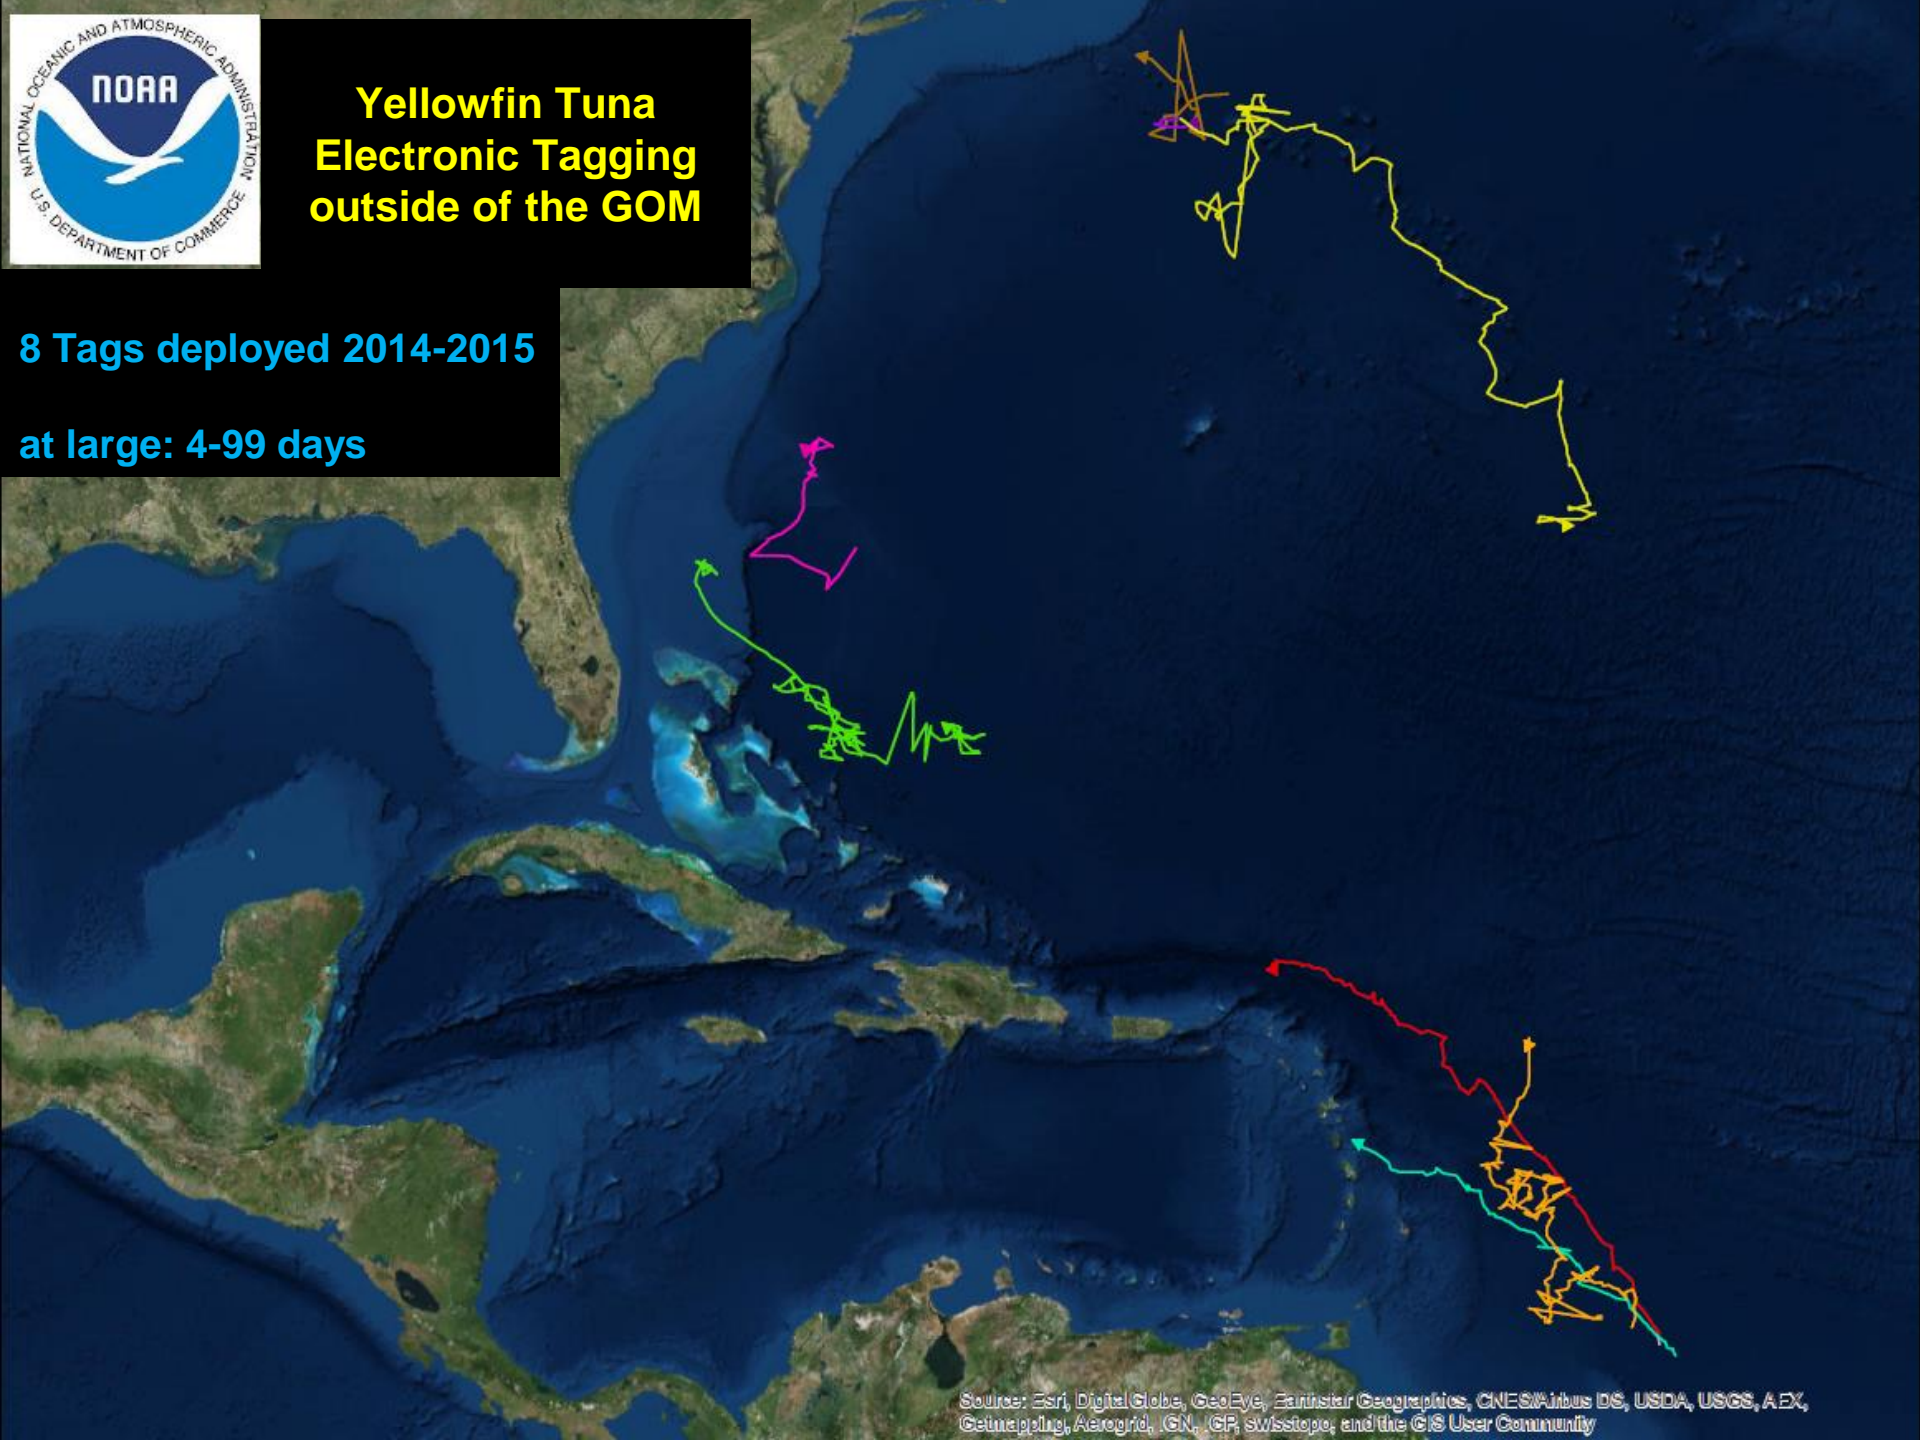 NATIONAL OCEANIC AND ATMOSPHERIC ADMINISTRATION
NOAA
U.S. DEPARTMENT OF COMMERCE
Yellowfin Tuna
Electronic Tagging
outside of the GOM
8 Tags deployed 2014-2015
at large: 4-99 days
Source: Esri, DigitalGlobe, GeoEye, Earthstar Geographics, CNES/Airbus DS, USDA, USGS, AEX,
Getmapping, Aerogrid, IGN, IGP, swisstopo, and the GIS User Community